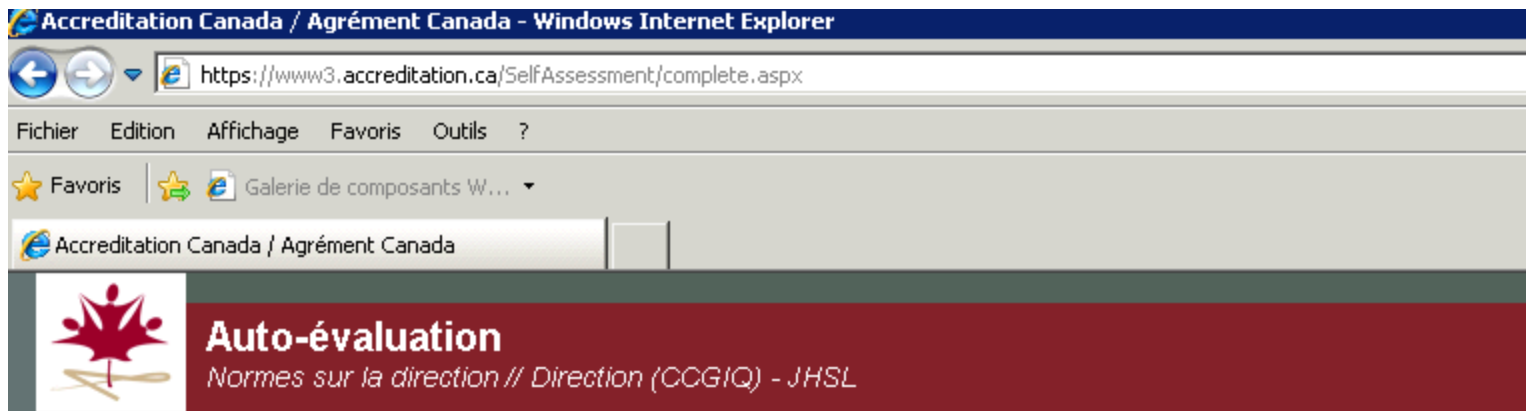 Accreditation Canada / Agrément Canada - Windows Internet Explorer
https://www3.accreditation.ca/SelfAssessment/complete.aspx
Fichier Edition Affichage Favoris Outils ?
Favoris Galerie de composants W...
Accreditation Canada / Agrément Canada
Auto-évaluation
Normes sur la direction // Direction (CCGIQ) - JHSL